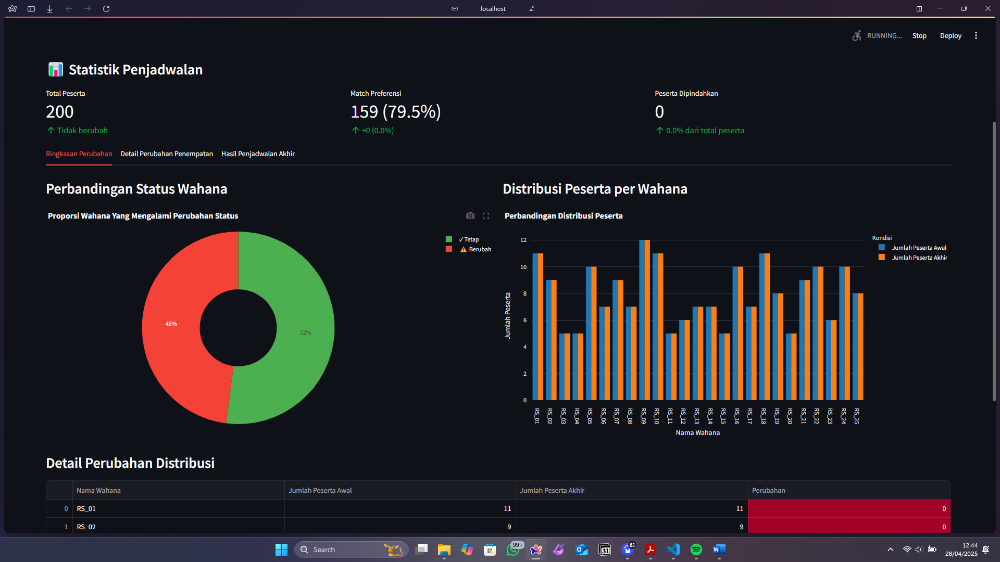 localhost
RUNNING...
Stop
Deploy
Statistik Penjadwalan
Total Peserta
200
Tidak berubah
Match Preferensi
159 (79.5%)
+0 (0.0%)
Peserta Dipindahkan
0
0.0% dari total peserta
Ringkasan Perubahan
Detail Perubahan Penempatan
Hasil Penjadwalan Akhir
Perbandingan Status Wahana
Proporsi Wahana Yang Mengalami Perubahan Status
✓ Tetap
⚠ Berubah
48%
52%
Distribusi Peserta per Wahana
Perbandingan Distribusi Peserta
Kondisi
Jumlah Peserta Awal
Jumlah Peserta Akhir
Jumlah Peserta
12
10
8
6
4
2
0
RS_01
RS_02
RS_03
RS_04
RS_05
RS_06
RS_07
RS_08
RS_09
RS_10
RS_11
RS_12
RS_13
RS_14
RS_15
RS_16
RS_17
RS_18
RS_19
RS_20
RS_21
RS_22
RS_23
RS_24
RS_25
Nama Wahana
Detail Perubahan Distribusi
Nama Wahana Jumlah Peserta Awal Jumlah Peserta Akhir Perubahan
0 RS_01 11 11 0
1 RS_02 9 9 0
Search
99+
31
65
12:44
28/04/2025